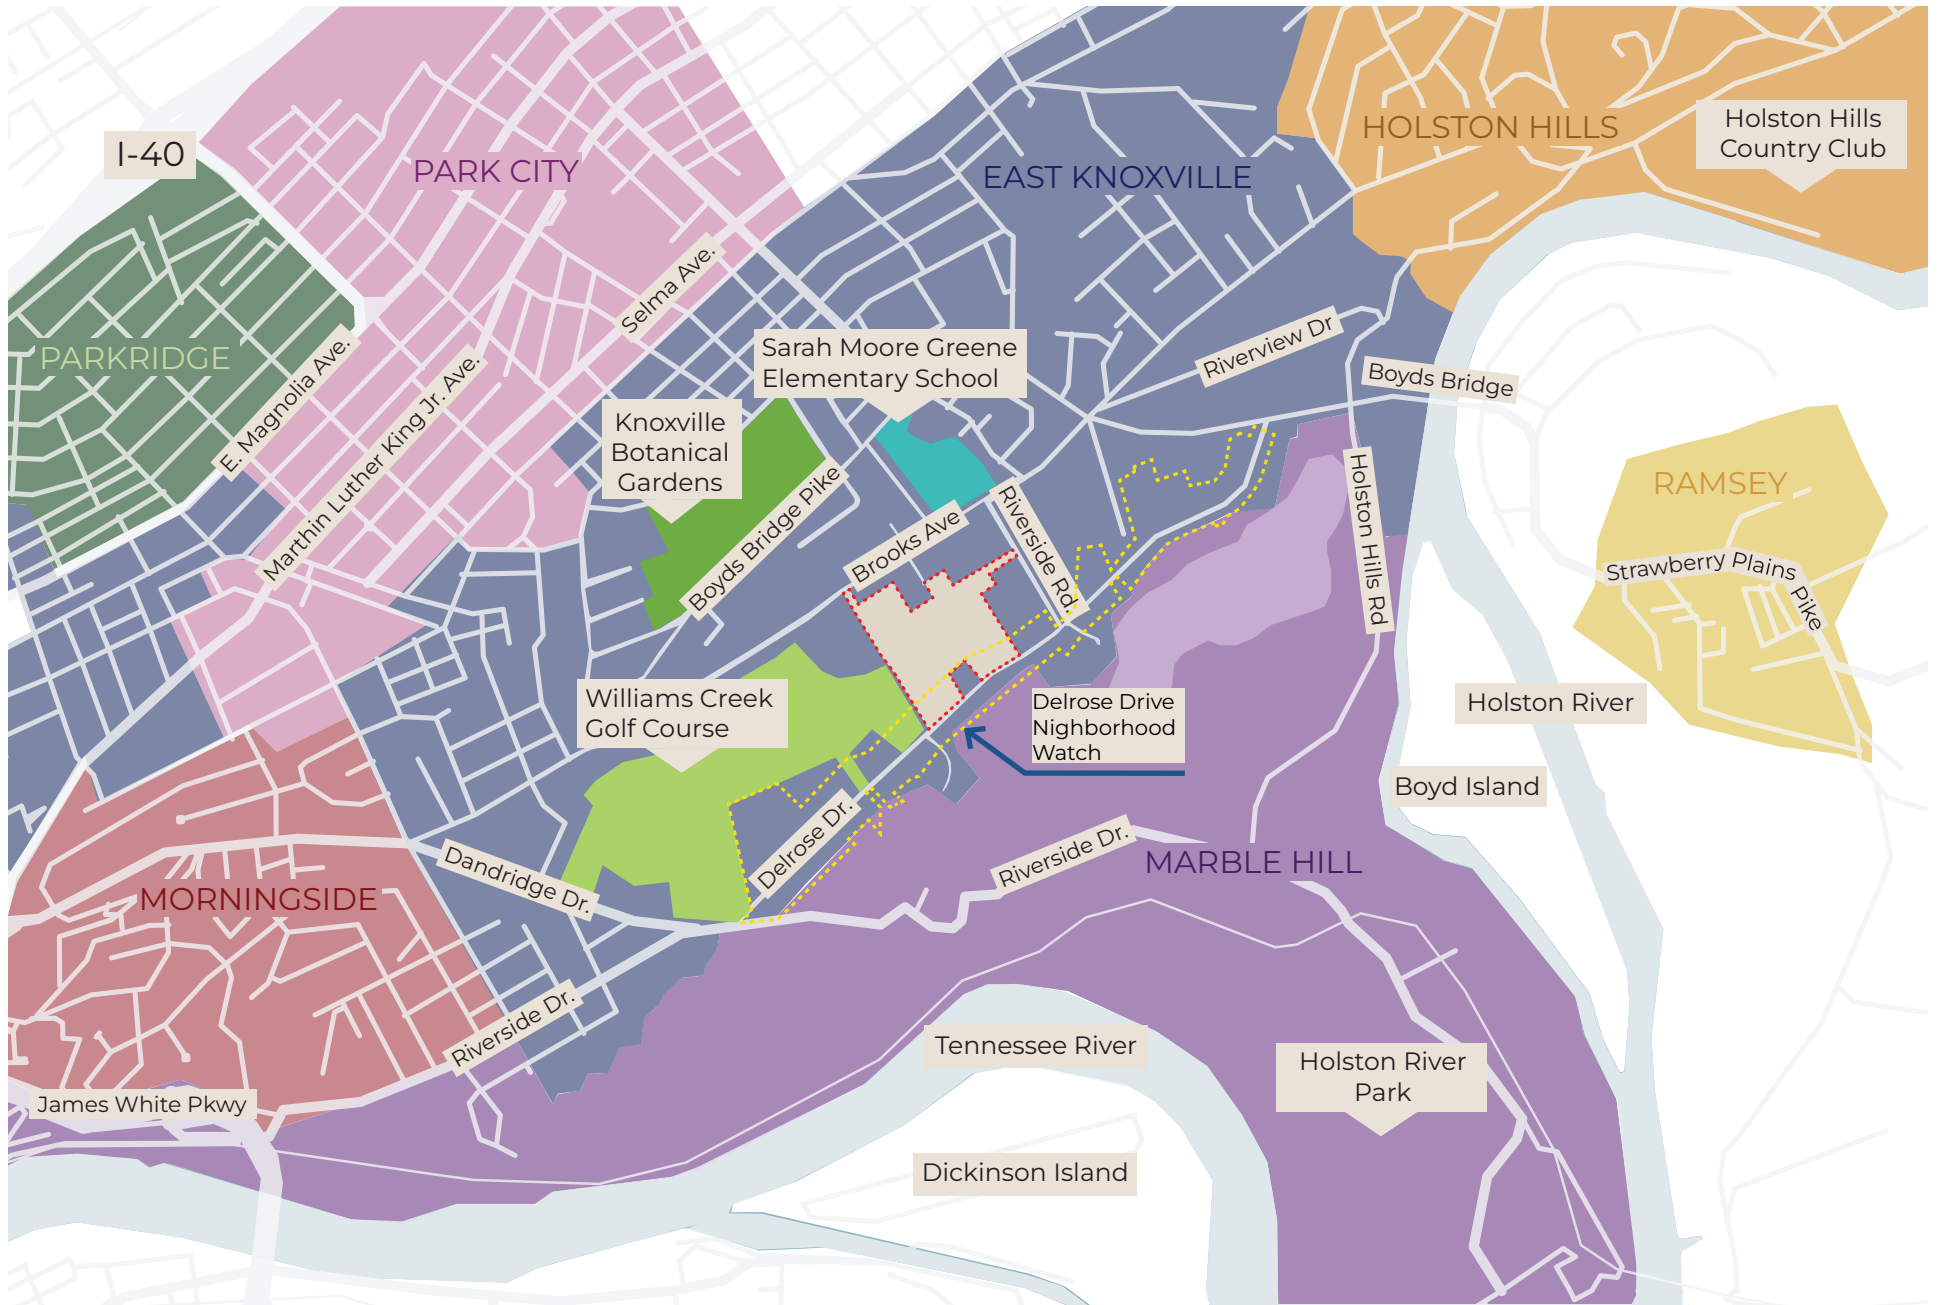 I-40
PARK CITY
EAST KNOXVILLE
HOLSTON HILLS
Holston Hills
Country Club
PARKRIDGE
E. Magnolia Ave.
Marthin Luther King Jr. Ave.
Selma Ave.
Sarah Moore Greene
Elementary School
Riverview Dr
Boyds Bridge
Knoxville
Botanical
Gardens
Boyds Bridge Pike
Brooks Ave
Riverside Rd.
Holston Hills Rd
RAMSEY
Strawberry Plains
Pike
Williams Creek
Golf Course
Delrose Drive
Nighborhood
Watch
Holston River
Boyd Island
Delrose Dr.
Dandridge Dr.
Riverside Dr.
MARBLE HILL
MORNINGSIDE
Riverside Dr.
Tennessee River
Holston River
Park
James White Pkwy
Dickinson Island